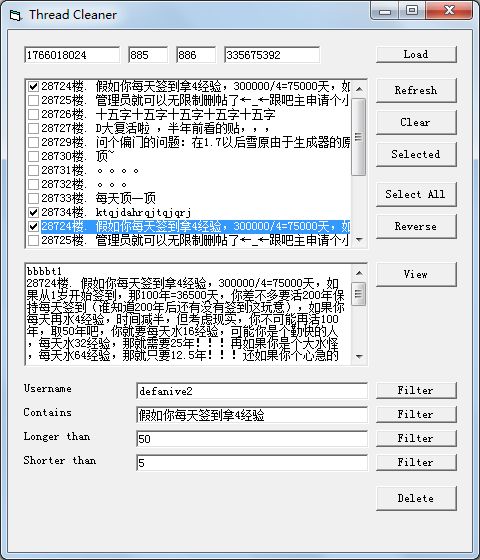 Thread Cleaner
1766018024 885 886 335675392 Load
28724楼. 假如你每天签到拿4经验，300000/4=75000天，如
28725楼. 管理员就可以无限制删帖了←_←跟吧主申请个小
28726楼. 十五字十五字十五字十五字十五字
28727楼. D大复活啦 ，半年前看的贴，，，
28729楼. 问个偏门的问题：在1.7以后雪原由于生成器的原
28730楼. 顶~
28731楼. 。。。。
28732楼. 。。。
28733楼. 每天顶一顶
28734楼. ktqjdahrqjtqjqrj
28724楼. 假如你每天签到拿4经验，300000/4=75000天，如
28725楼. 管理员就可以无限制删帖了←_←跟吧主申请个小
Refresh
Clear
Selected
Select All
Reverse
bbbbt1
28724楼. 假如你每天签到拿4经验，300000/4=75000天，如
果从1岁开始签到，那100年=36500天，你差不多要活200年保
持每天签到（谁知道200年后还有没有签到这玩意），如果你
每天再水4经验，时间减半，但考虑现实，你不可能用活100
年，取50年吧，你就要每天水16经验，可能你是个勤快的人
，每天水32经验，那就需要25年！！！再如果你是个大水怪
，每天水64经验，那就只要12.5年！！！还如果你个心急的
View
Username defanive2 Filter
Contains 假如你每天签到拿4经验 Filter
Longer than 50 Filter
Shorter than 5 Filter
Delete